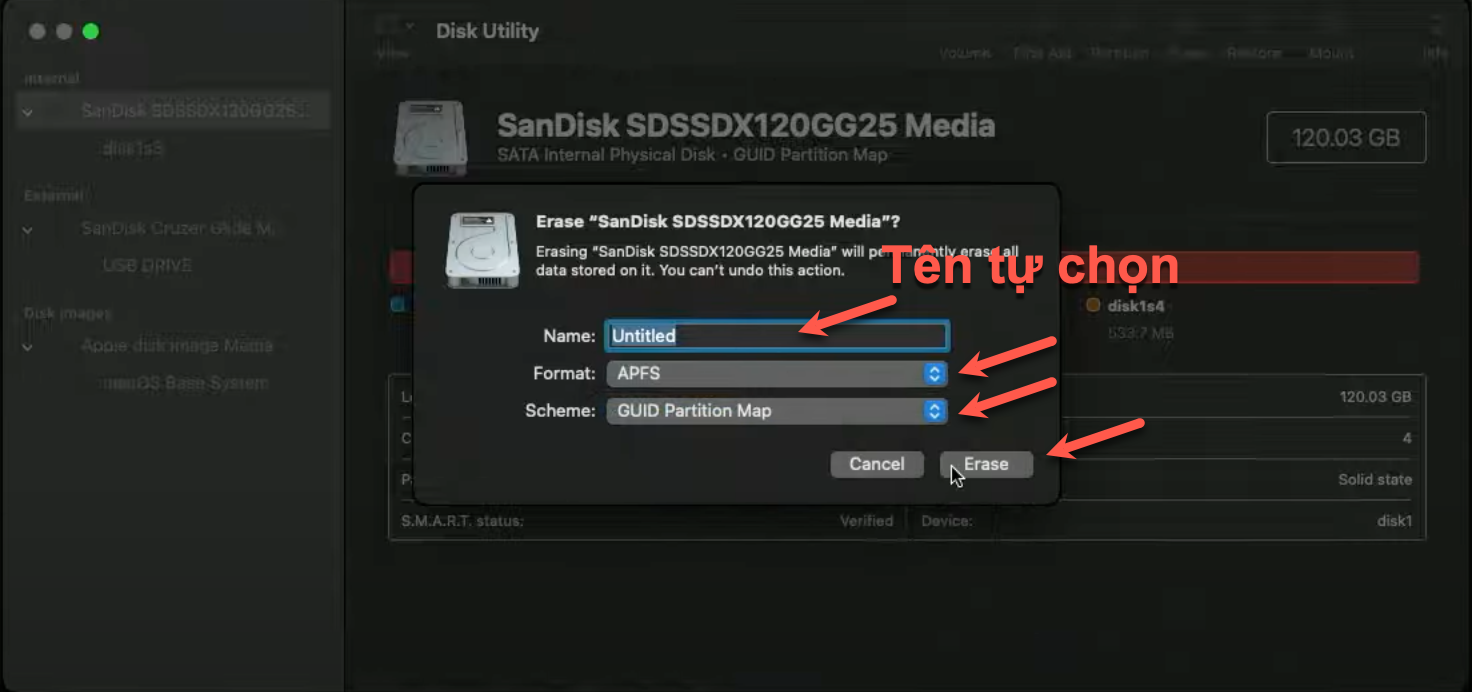 Disk Utility
View
Volume First Aid Partition Erase Restore Mount Info
Internal
SanDisk SDSSDX120GG25...
disk1s3
External
SanDisk Cruzer Glide M...
USB DRIVE
Disk Images
Apple disk image Media
macOS Base System
SanDisk SDSSDX120GG25 Media
SATA Internal Physical Disk • GUID Partition Map
120.03 GB
Erase “SanDisk SDSSDX120GG25 Media”?
Erasing “SanDisk SDSSDX120GG25 Media” will permanently erase all
data stored on it. You can’t undo this action.
Tên tự chọn
Name: Untitled
Format: APFS
Scheme: GUID Partition Map
Cancel Erase
disk1s4
533.7 MB
120.03 GB
4
Solid state
S.M.A.R.T. status: Verified Device: disk1